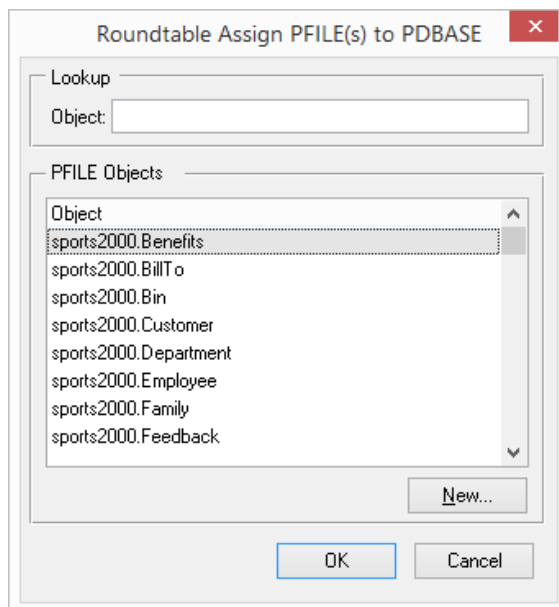 Roundtable Assign PFILE(s) to PDBASE
Lookup
Object:
PFILE Objects
Object
sports2000.Benefits
sports2000.BillTo
sports2000.Bin
sports2000.Customer
sports2000.Department
sports2000.Employee
sports2000.Family
sports2000.Feedback
New...
OK
Cancel